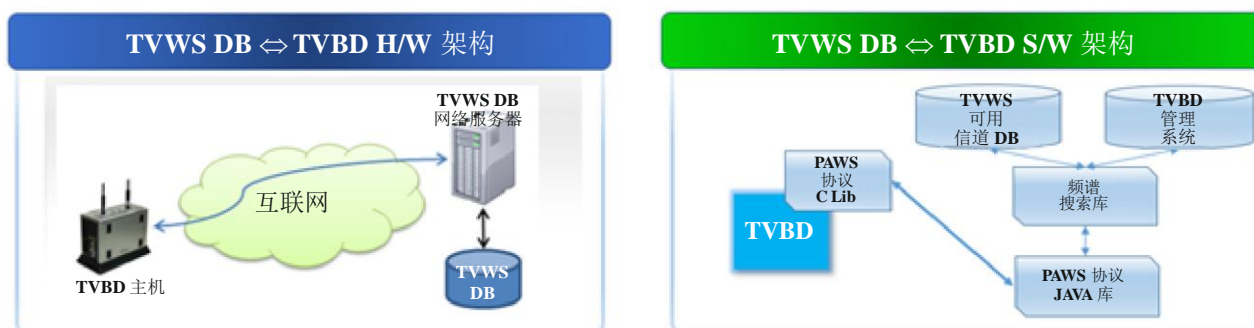 TVWS DB ⇔ TVBD H/W 架构
TVWS DB
网络服务器
互联网
TVBD 主机
TVWS
DB
TVWS DB ⇔ TVBD S/W 架构
TVWS
可用
信道 DB
TVBD
管理
系统
PAWS
协议
C Lib
TVBD
频谱
搜索库
PAWS 协议
JAVA 库